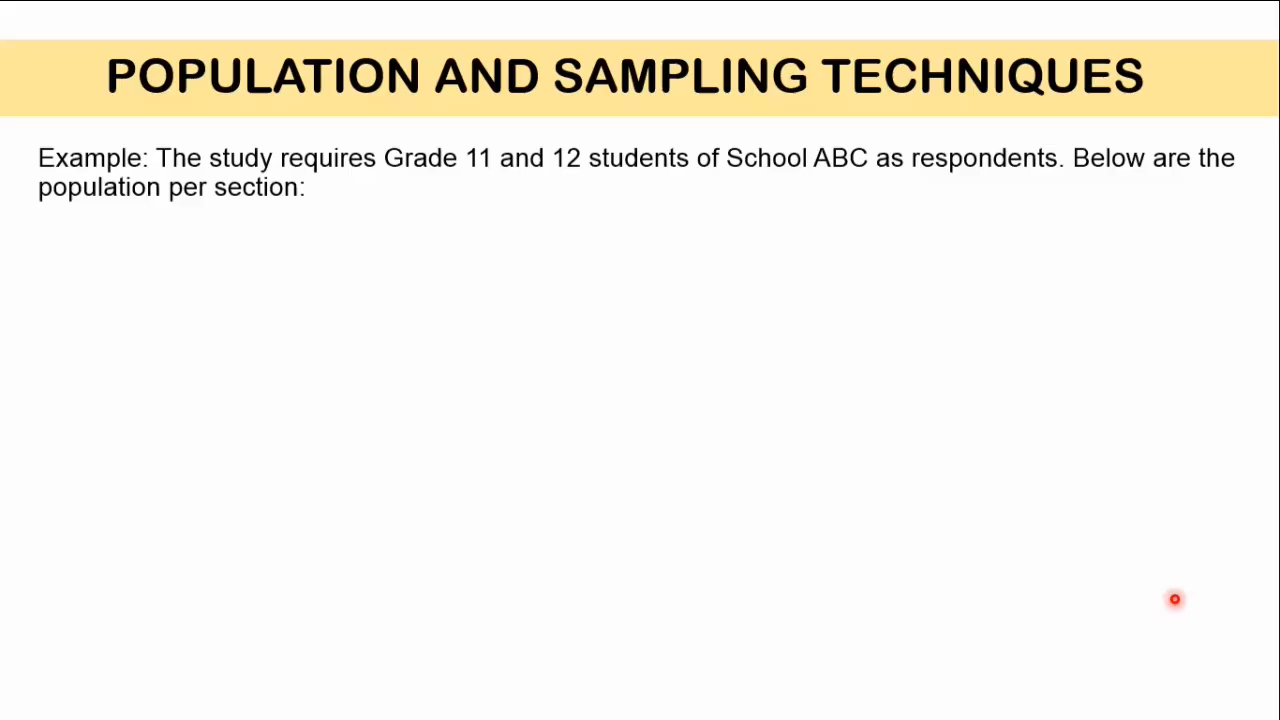 POPULATION AND SAMPLING TECHNIQUES
Example: The study requires Grade 11 and 12 students of School ABC as respondents. Below are the
population per section: